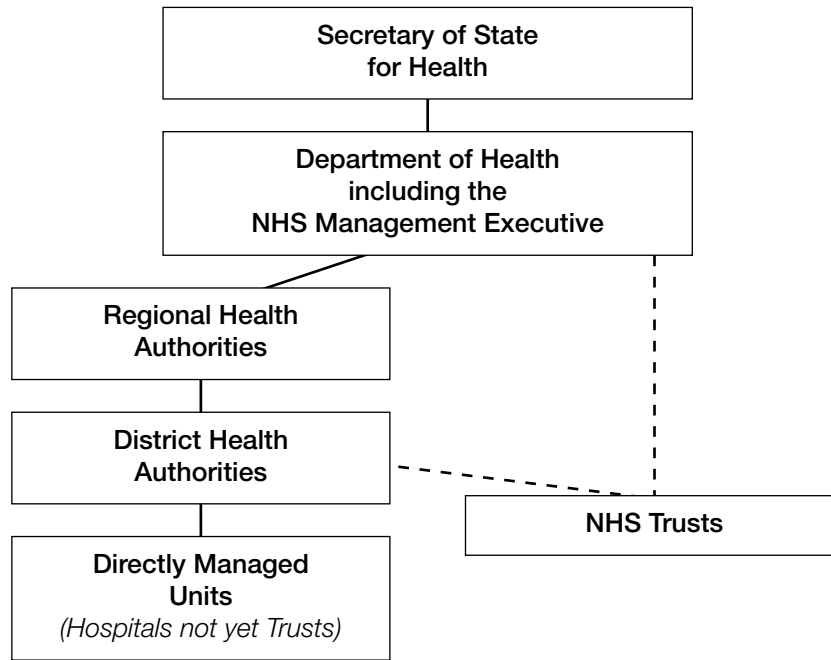 Secretary of State
for Health
Department of Health
including the
NHS Management Executive
Regional Health
Authorities
District Health
Authorities
NHS Trusts
Directly Managed
Units
(Hospitals not yet Trusts)